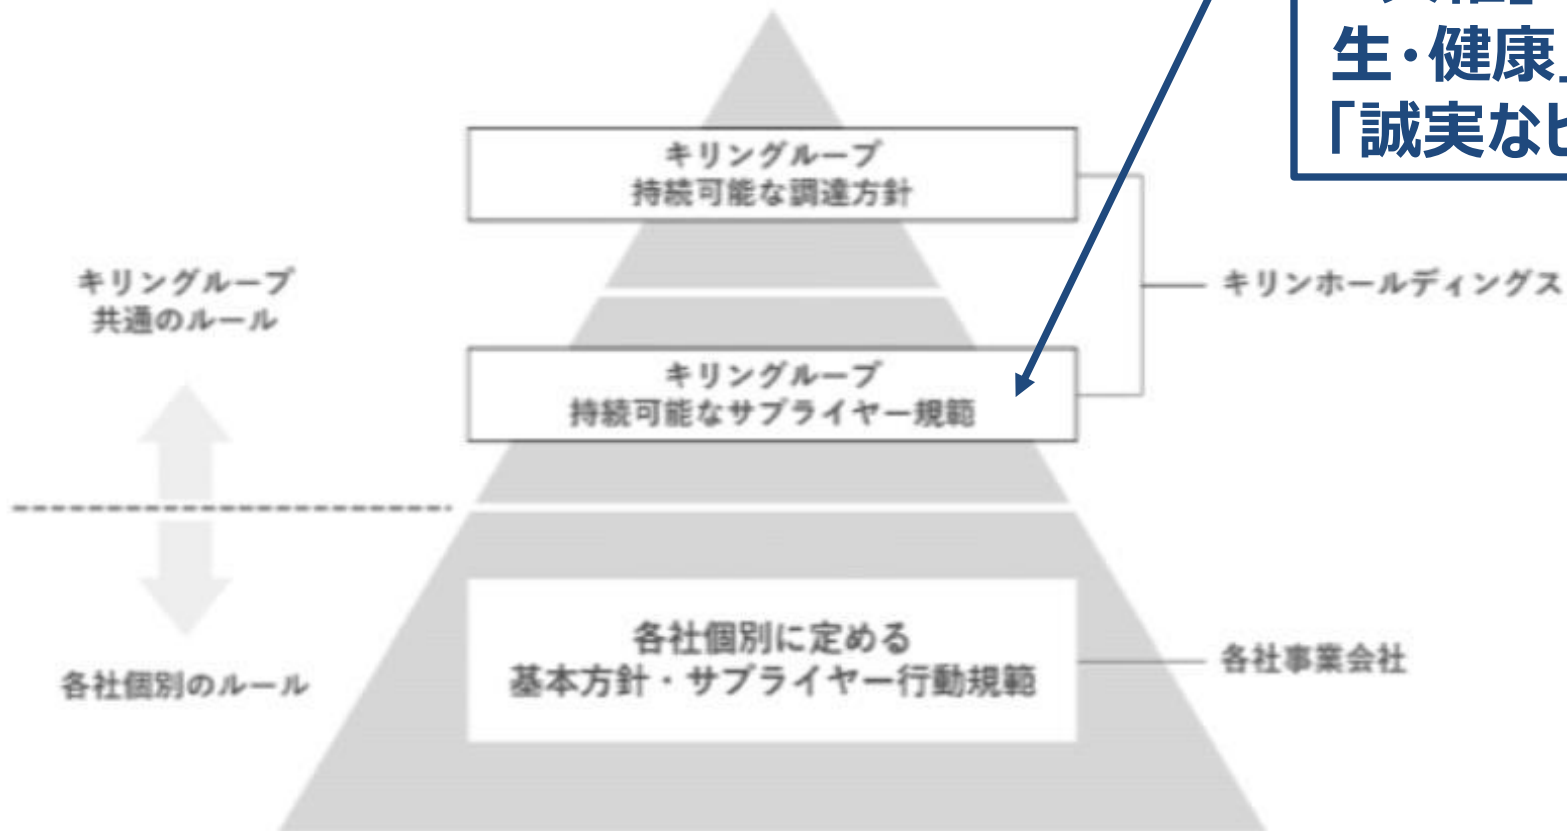 生・健康」
「誠実な
キリングループ
持続可能な調達方針
キリングループ
共通のルール
キリンホールディングス
キリングループ
持続可能なサプライヤー規範
各社個別に定める
基本方針・サプライヤー行動規範
各社個別のルール
各社事業会社